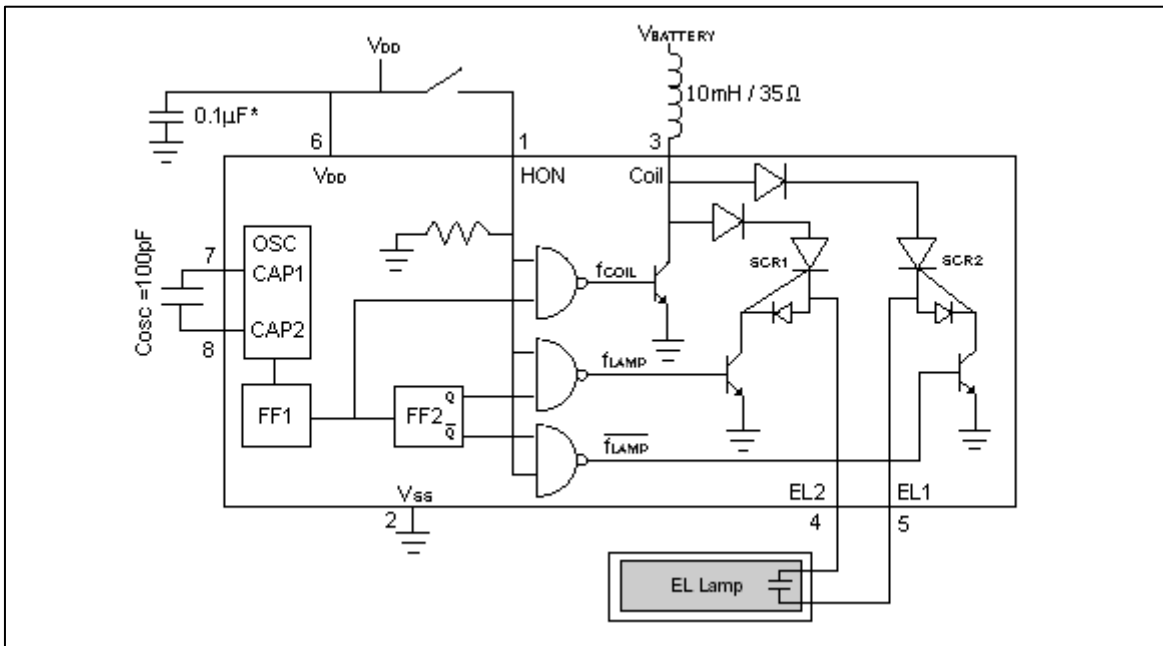 VBATTERY
VDD
10mH / 35Ω
0.1µF*
6
1
3
VDD
HON
Coil
Cosc =100pF
7
8
OSC
CAP1
CAP2
SCR1
SCR2
fCOIL
fLAMP
FF1
FF2
Q
Q̅
f̅L̅A̅M̅P̅
VSS
2
EL2
EL1
4
5
EL Lamp